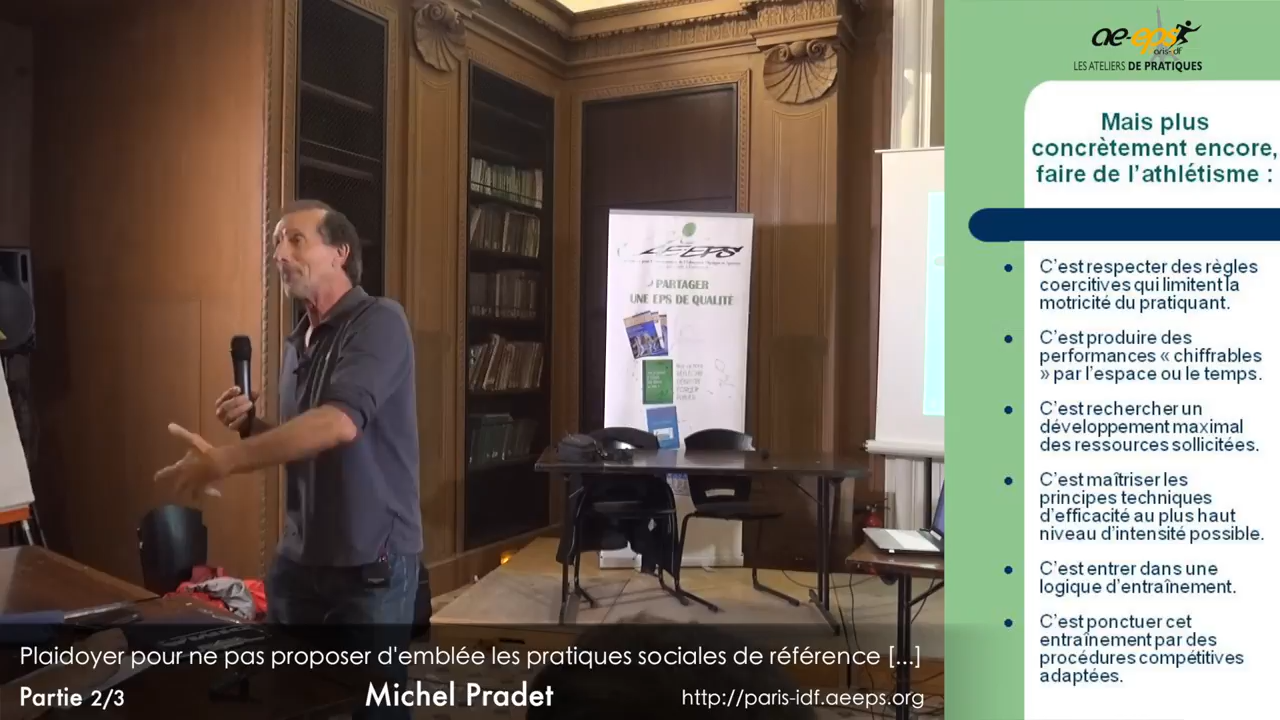 ae-eps
paris-idf
LES ATELIERS DE PRATIQUES
Mais plus
concrètement encore,
faire de l'athlétisme :
C'est respecter des règles
coercitives qui limitent la
motricité du pratiquant.
C'est produire des
performances « chiffrables
» par l'espace ou le temps.
C'est rechercher un
développement maximal
des ressources sollicitées.
C'est maîtriser les
principes techniques
d'efficacité au plus haut
niveau d'intensité possible.
C'est entrer dans une
logique d'entraînement.
C'est ponctuer cet
entraînement par des
procédures compétitives
adaptées.
AEEPS
PARTAGER
UNE EPS DE QUALITÉ
Plaidoyer pour ne pas proposer d'emblée les pratiques sociales de référence [...]
Partie 2/3
Michel Pradet
http://paris-idf.aeeps.org